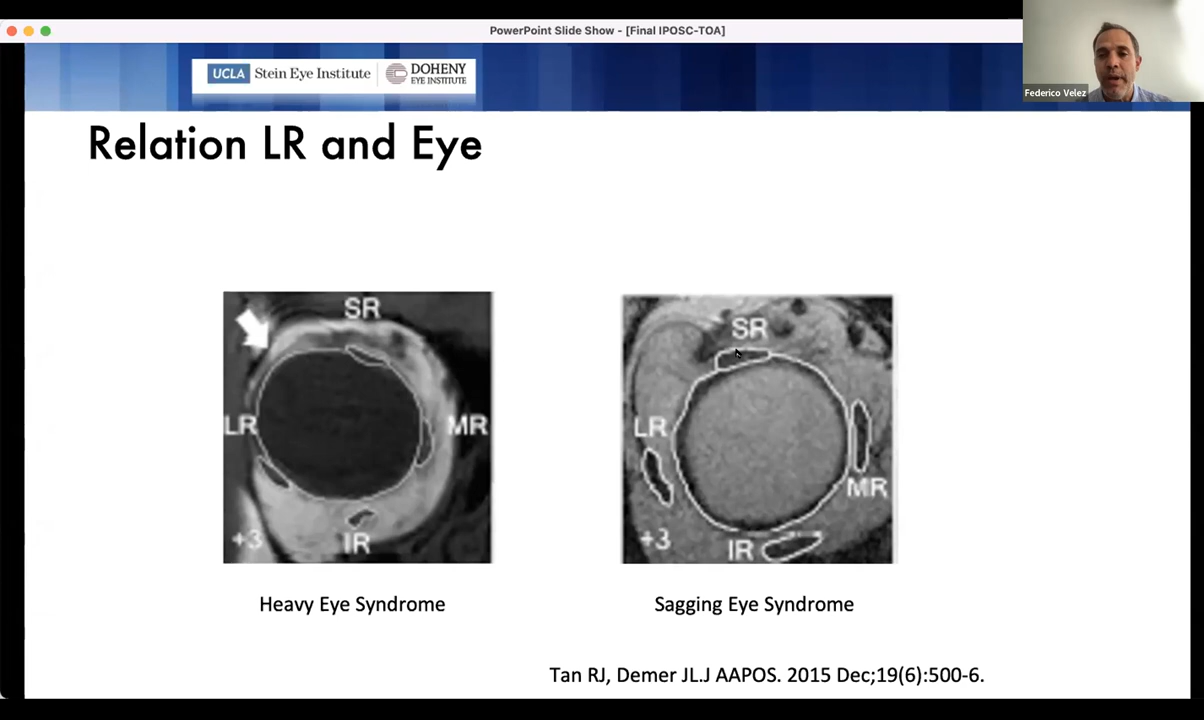 PowerPoint Slide Show - [Final IPOSC-TOA]
UCLA Stein Eye Institute
DOHENY
EYE INSTITUTE
Federico Velez
Relation LR and Eye
SR
LR
MR
+3
IR
SR
LR
MR
+3
IR
Heavy Eye Syndrome
Sagging Eye Syndrome
Tan RJ, Demer JL.J AAPOS. 2015 Dec;19(6):500-6.